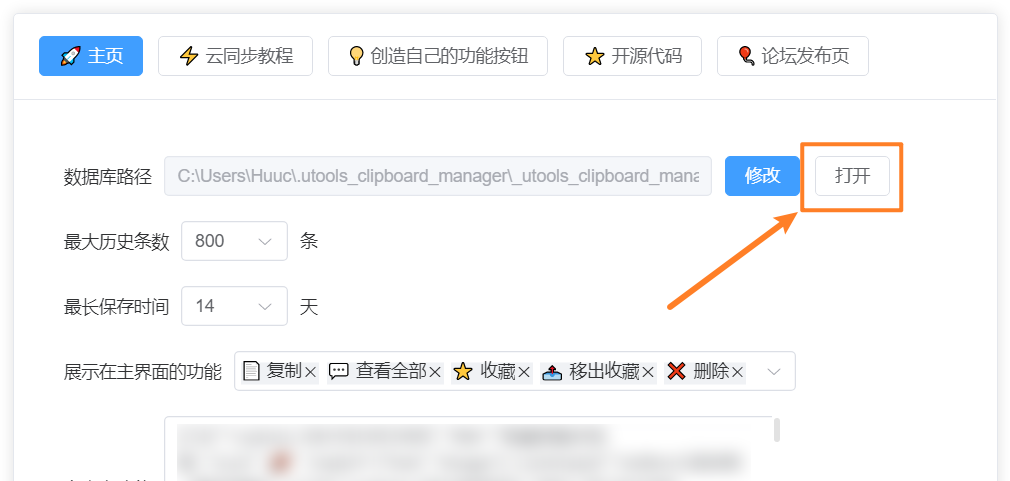 主页 云同步教程 创造自己的功能按钮 开源代码 论坛发布页
数据库路径 C:\Users\Huuc\.utools_clipboard_manager\_utools_clipboard_mana 修改 打开
最大历史条数 800 条
最长保存时间 14 天
展示在主界面的功能 复制× 查看全部× 收藏× 移出收藏× 删除×